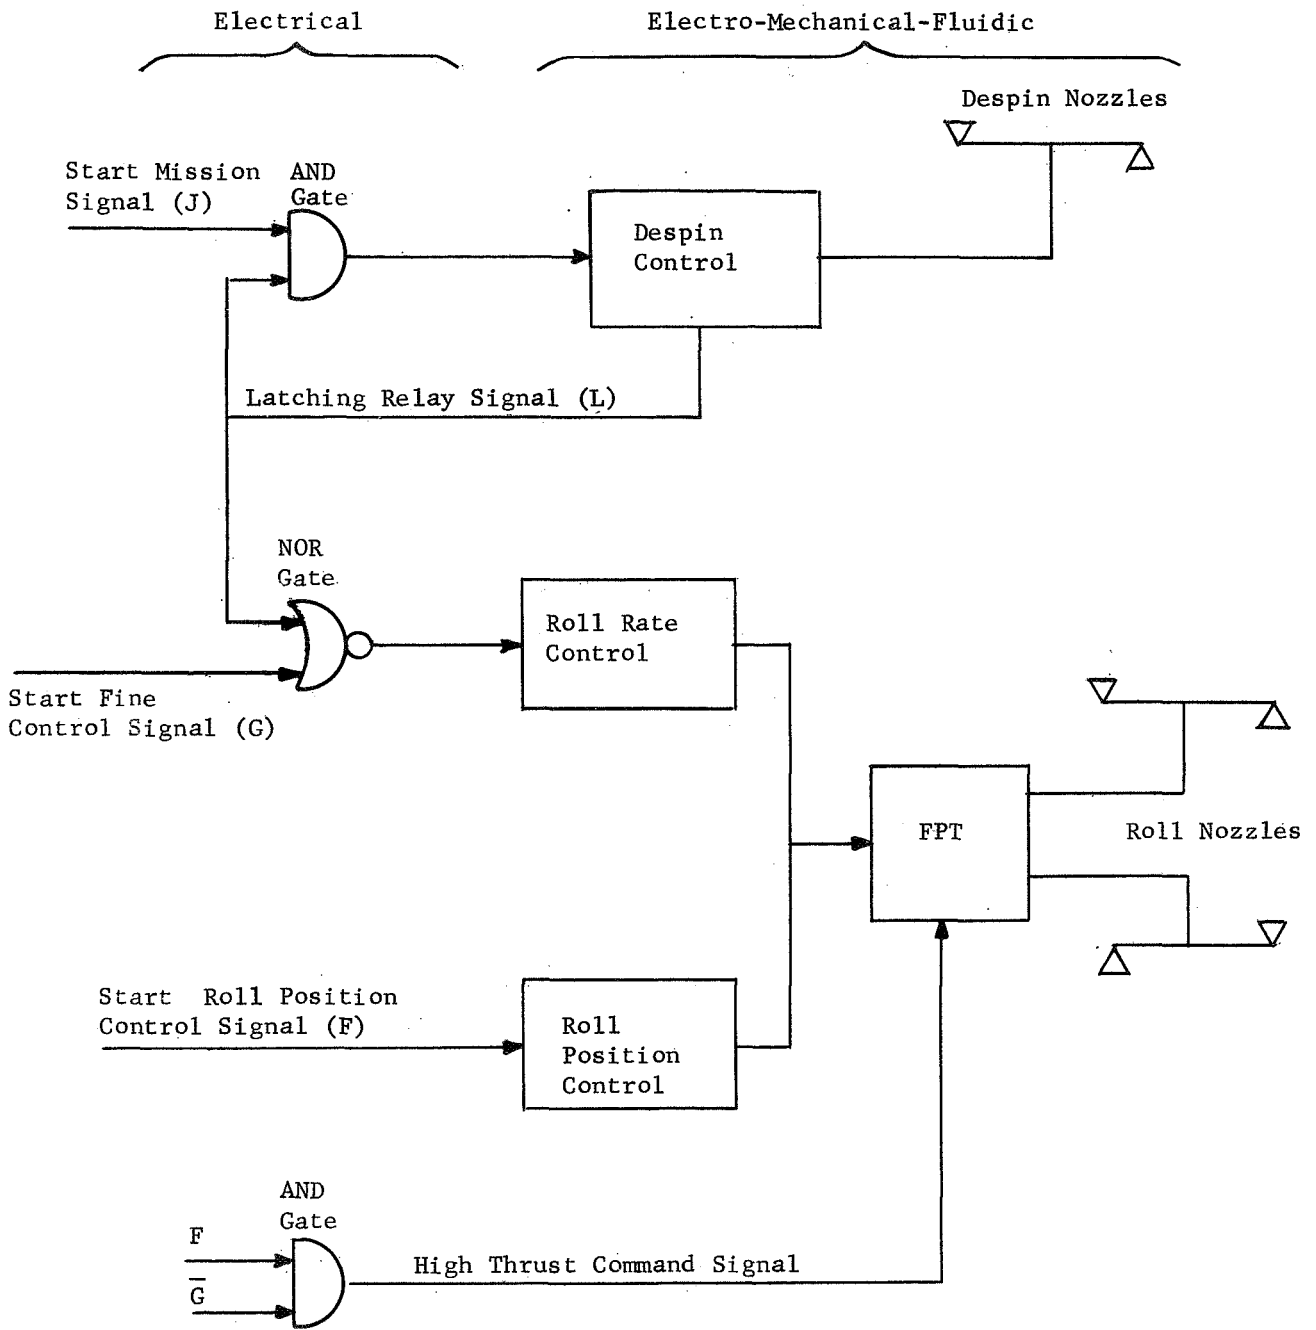 Electrical
Electro-Mechanical-Fluidic
Despin Nozzles
Start Mission
Signal (J)
AND
Gate
Despin
Control
Latching Relay Signal (L)
NOR
Gate
Roll Rate
Control
Start Fine
Control Signal (G)
FPT
Roll Nozzles
Start Roll Position
Control Signal (F)
Roll
Position
Control
AND
Gate
F
G̅
High Thrust Command Signal